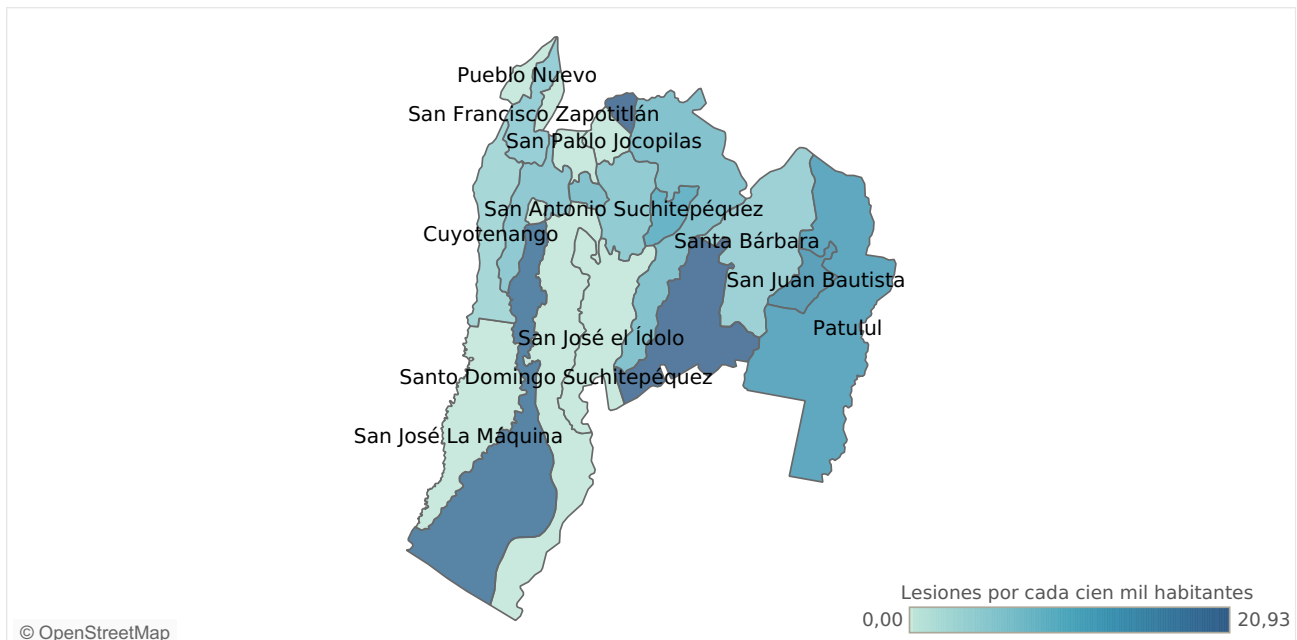 Pueblo Nuevo
San Francisco Zapotitlán
San Pablo Jocopilas
San Antonio Suchitepéquez
Cuyotenango
Santa Bárbara
San Juan Bautista
Patulul
San José el Ídolo
Santo Domingo Suchitepéquez
San José La Máquina
Lesiones por cada cien mil habitantes
0,00
20,93
© OpenStreetMap